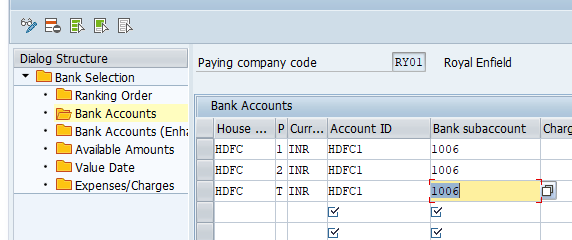 Dialog Structure
Bank Selection
Ranking Order
Bank Accounts
Bank Accounts (Enha
Available Amounts
Value Date
Expenses/Charges
Paying company code RY01 Royal Enfield
Bank Accounts
House ... P Curr... Account ID Bank subaccount Charg
HDFC 1 INR HDFC1 1006
HDFC 2 INR HDFC1 1006
HDFC T INR HDFC1 1006